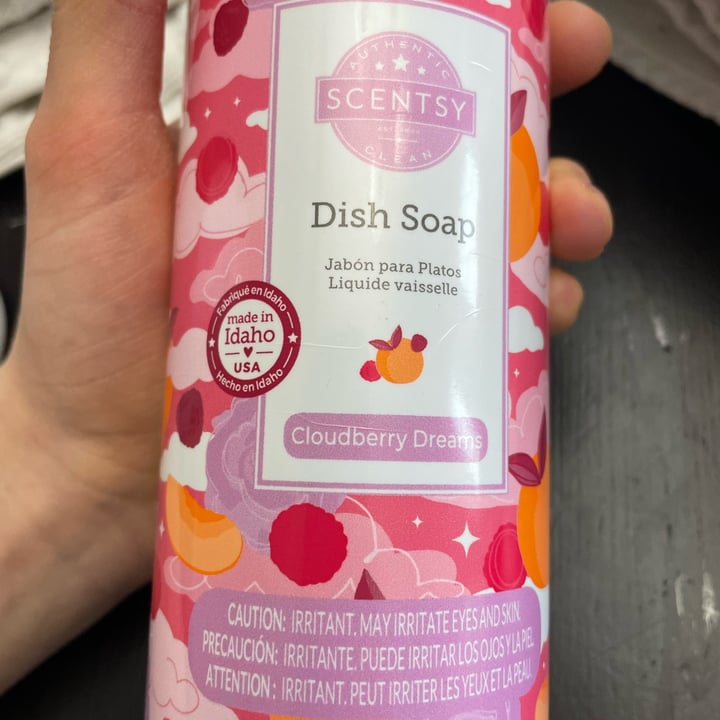 AUTHENTIC
SCENTSY
CLEAN
Dish Soap
Jabón para Platos
Liquide vaisselle
Fabriqué en Idaho
made in
Idaho
USA
Hecho en Idaho
Cloudberry Dreams
CAUTION: IRRITANT. MAY IRRITATE EYES AND SKIN.
PRECAUCIÓN: IRRITANTE. PUEDE IRRITAR LOS OJOS Y LA PIEL
ATTENTION : IRRITANT. PEUT IRRITER LES YEUX ET LA PEAU.